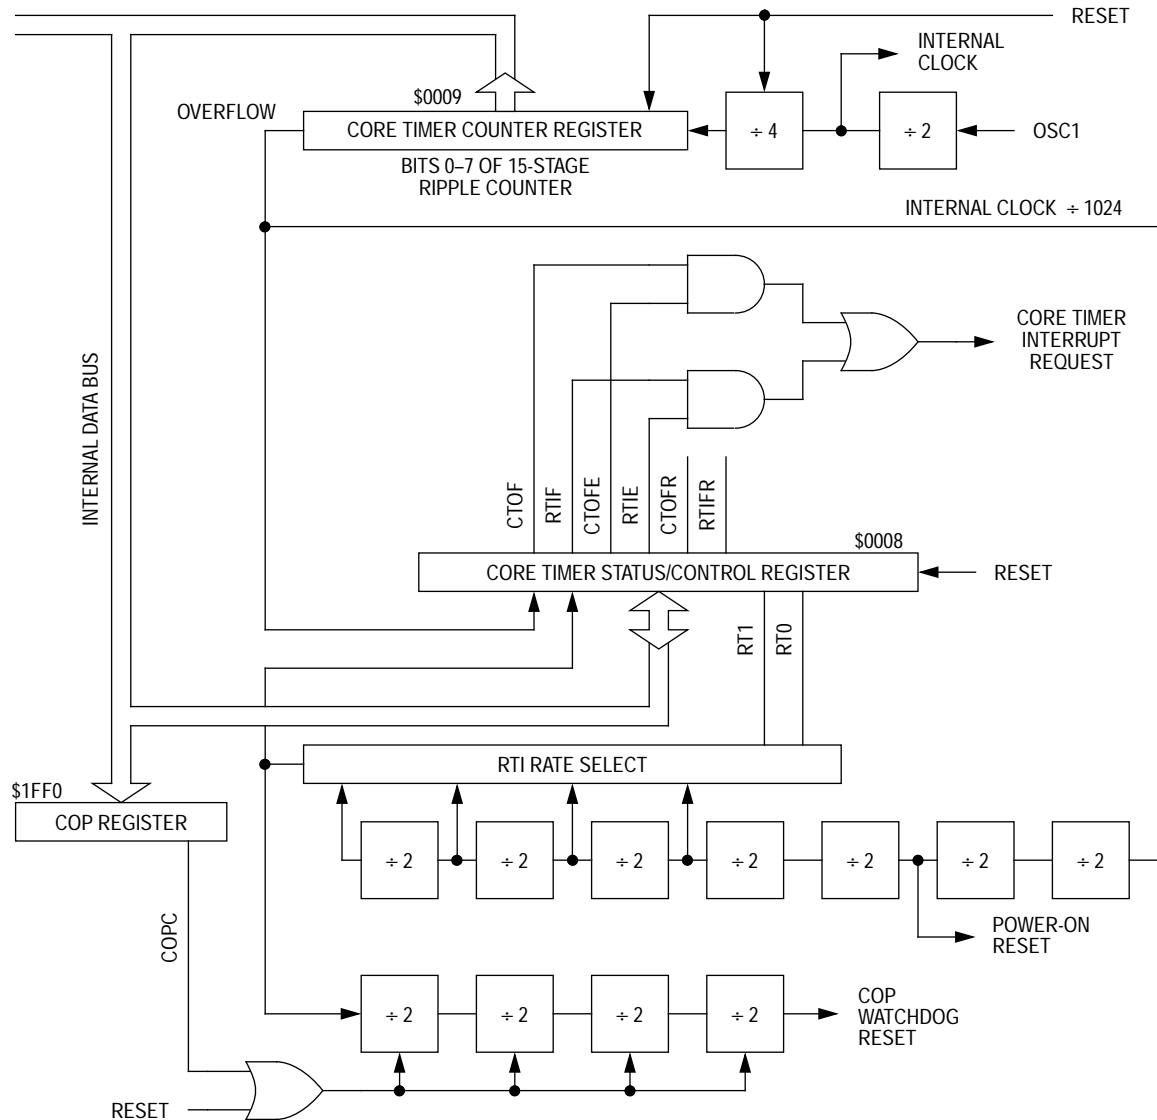 RESET
INTERNAL
CLOCK
$0009
OVERFLOW
CORE TIMER COUNTER REGISTER
÷ 4
÷ 2
OSC1
BITS 0–7 OF 15-STAGE
RIPPLE COUNTER
INTERNAL CLOCK ÷ 1024
CORE TIMER
INTERRUPT
REQUEST
INTERNAL DATA BUS
CTOF
RTIF
CTOFE
RTIE
CTOFR
RTIFR
$0008
CORE TIMER STATUS/CONTROL REGISTER
RESET
RT1
RT0
RTI RATE SELECT
$1FF0
COP REGISTER
÷ 2
÷ 2
÷ 2
÷ 2
÷ 2
÷ 2
÷ 2
POWER-ON
RESET
COPC
÷ 2
÷ 2
÷ 2
÷ 2
COP
WATCHDOG
RESET
RESET